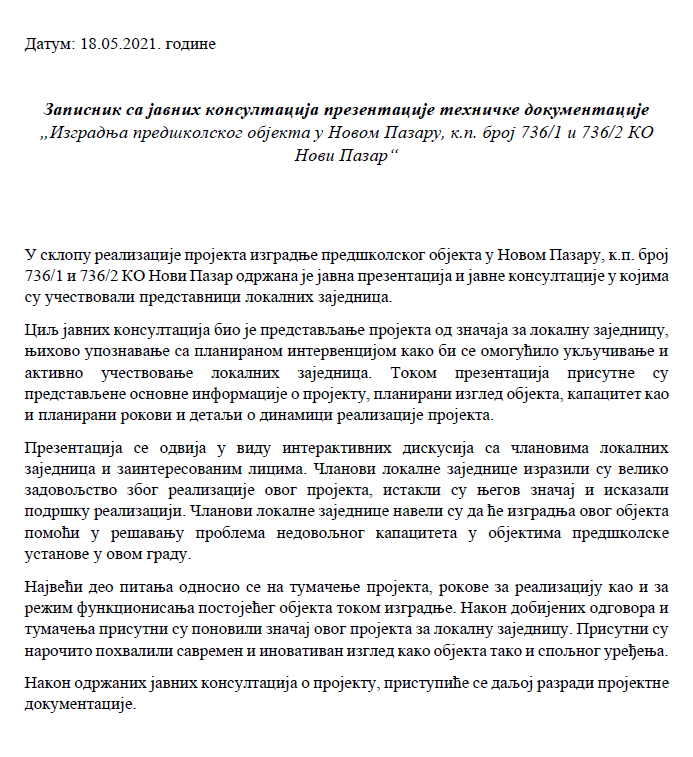 Датум: 18.05.2021. године
Записник са јавних консултација презентације техничке документације
„Изградња предшколског објекта у Новом Пазару, к.п. број 736/1 и 736/2 КО
Нови Пазар“
У склопу реализације пројекта изградње предшколског објекта у Новом Пазару, к.п. број
736/1 и 736/2 КО Нови Пазар одржана је јавна презентација и јавне консултације у којима
су учествовали представници локалних заједница.
Циљ јавних консултација био је представљање пројекта од значаја за локалну заједницу,
њихово упознавање са планираном интервенцијом како би се омогућило укључивање и
активно учествовање локалних заједница. Током презентација присутне су
представљене основне информације о пројекту, планирани изглед објекта, капацитет као
и планирани рокови и детаљи о динамици реализације пројекта.
Презентација се одвија у виду интерактивних дискусија са члановима локалних
заједница и заинтересованим лицима. Чланови локалне заједнице изразили су велико
задовољство због реализације овог пројекта, истакли су његов значај и исказали
подршку реализацији. Чланови локалне заједнице навели су да ће изградња овог објекта
помоћи у решавању проблема недовољног капацитета у објектима предшколске
установе у овом граду.
Највећи део питања односио се на тумачење пројекта, рокове за реализацију као и за
режим функционисања постојећег објекта током изградње. Након добијених одговора и
тумачења присутни су поновили значај овог пројекта за локалну заједницу. Присутни су
нарочито похвалили савремен и иновативан изглед како објекта тако и спољног уређења.
Након одржаних јавних консултација о пројекту, приступиће се даљој разради пројектне
документације.